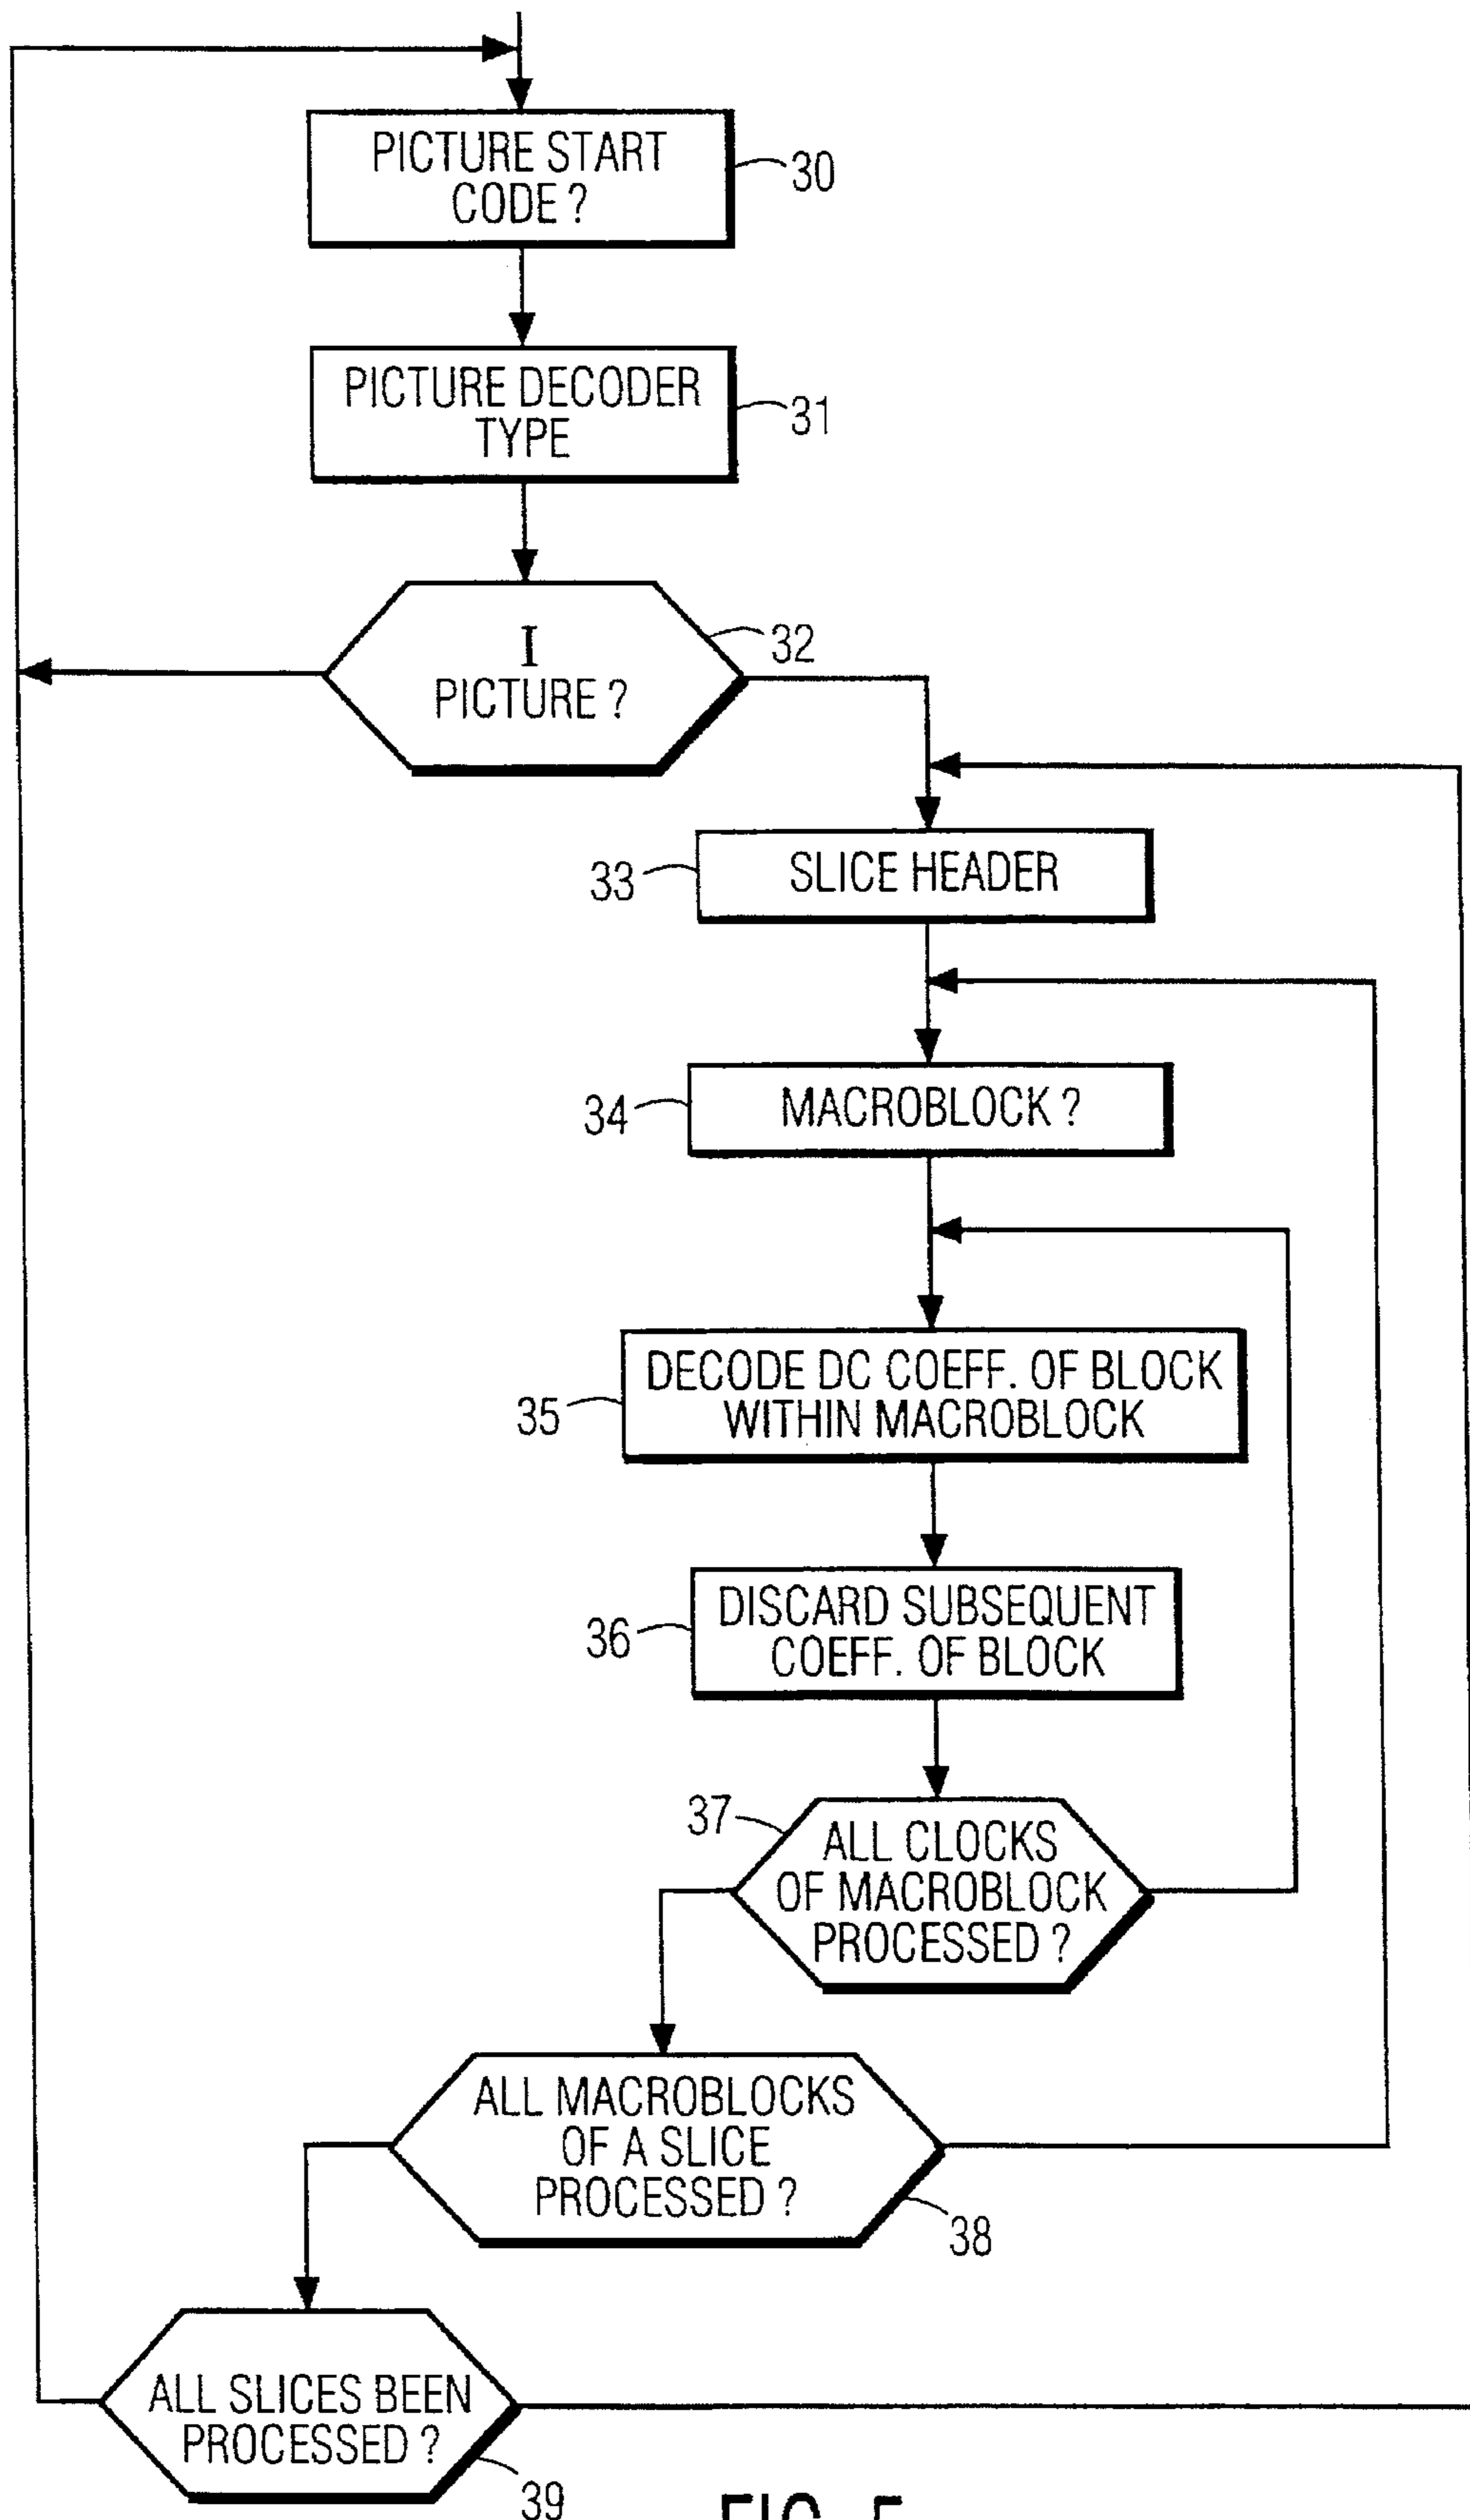 PICTURE START
CODE ?
30
PICTURE DECODER
TYPE
31
I
PICTURE ?
32
33
SLICE HEADER
34
MACROBLOCK ?
35
DECODE DC COEFF. OF BLOCK
WITHIN MACROBLOCK
36
DISCARD SUBSEQUENT
COEFF. OF BLOCK
37
ALL CLOCKS
OF MACROBLOCK
PROCESSED ?
ALL MACROBLOCKS
OF A SLICE
PROCESSED ?
38
ALL SLICES BEEN
PROCESSED ?
39